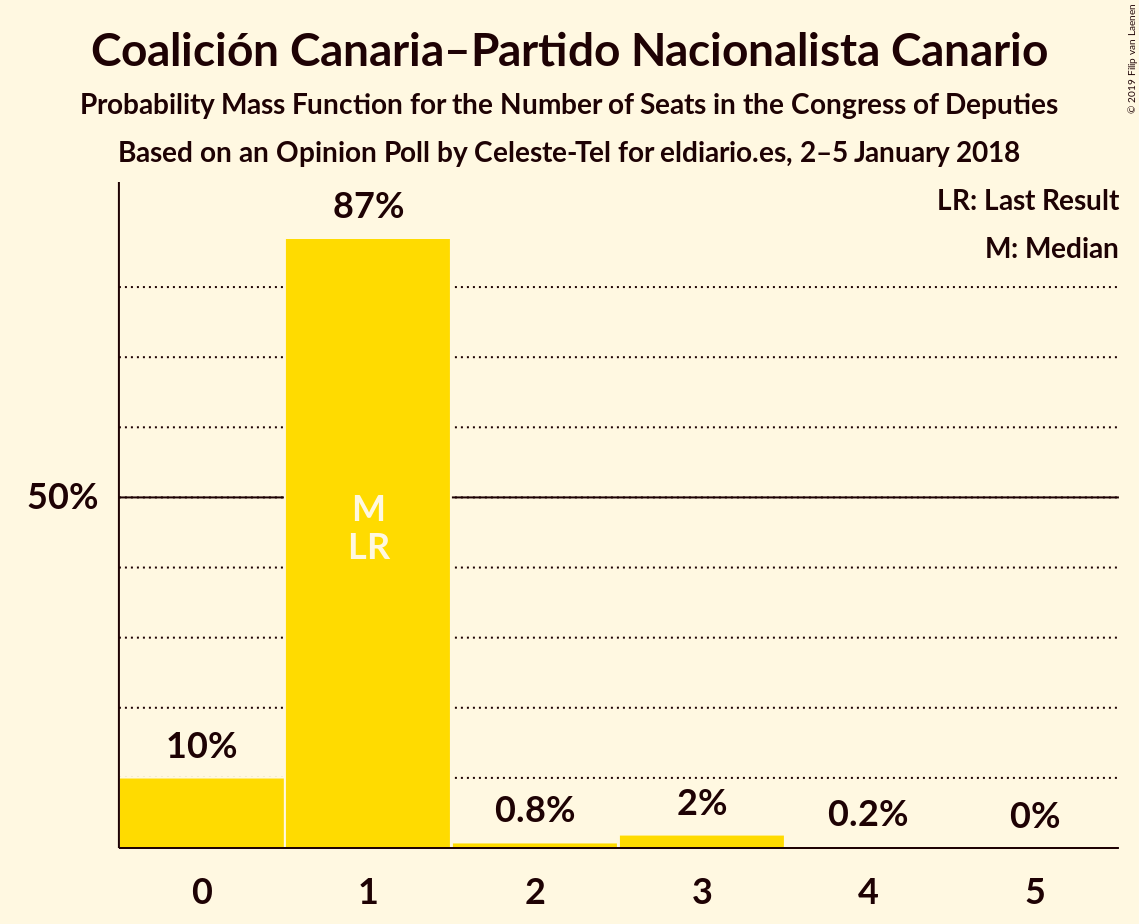 Coalición Canaria–Partido Nacionalista Canario
Probability Mass Function for the Number of Seats in the Congress of Deputies
Based on an Opinion Poll by Celeste-Tel for eldiario.es, 2–5 January 2018
© 2019 Filip van Laenen
LR: Last Result
M: Median
87%
50%
M
LR
10%
0.8%
2%
0.2%
0%
0 1 2 3 4 5